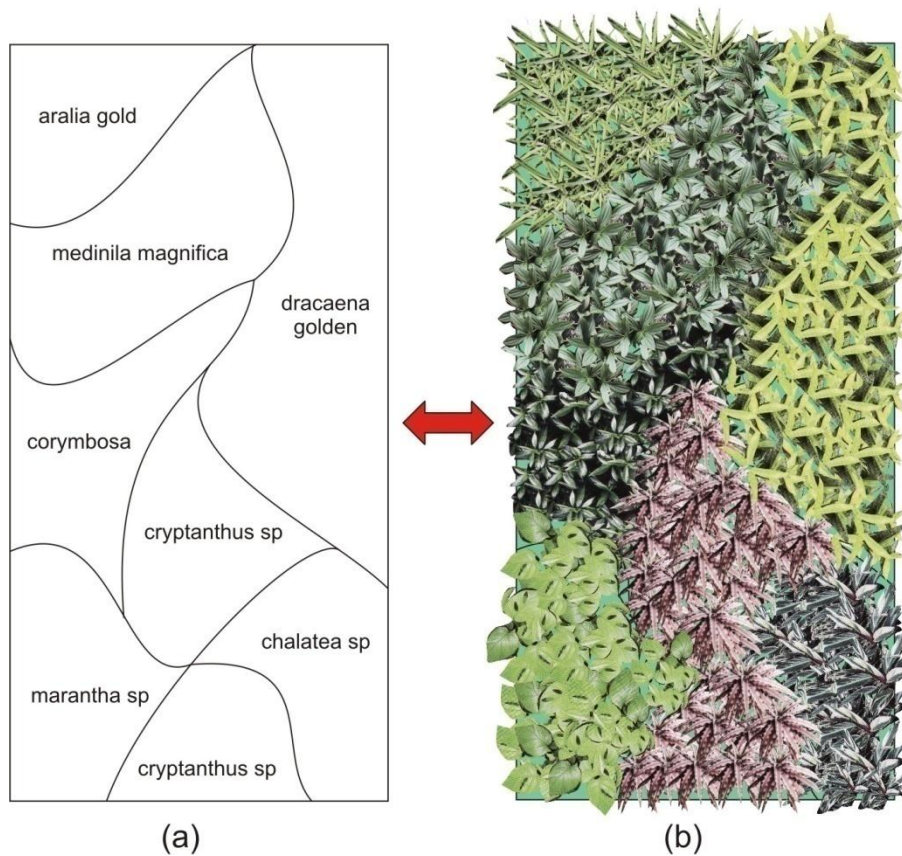 aralia gold
medinila magnifica
dracaena
golden
corymbosa
cryptanthus sp
chalatea sp
marantha sp
cryptanthus sp
(a)
(b)